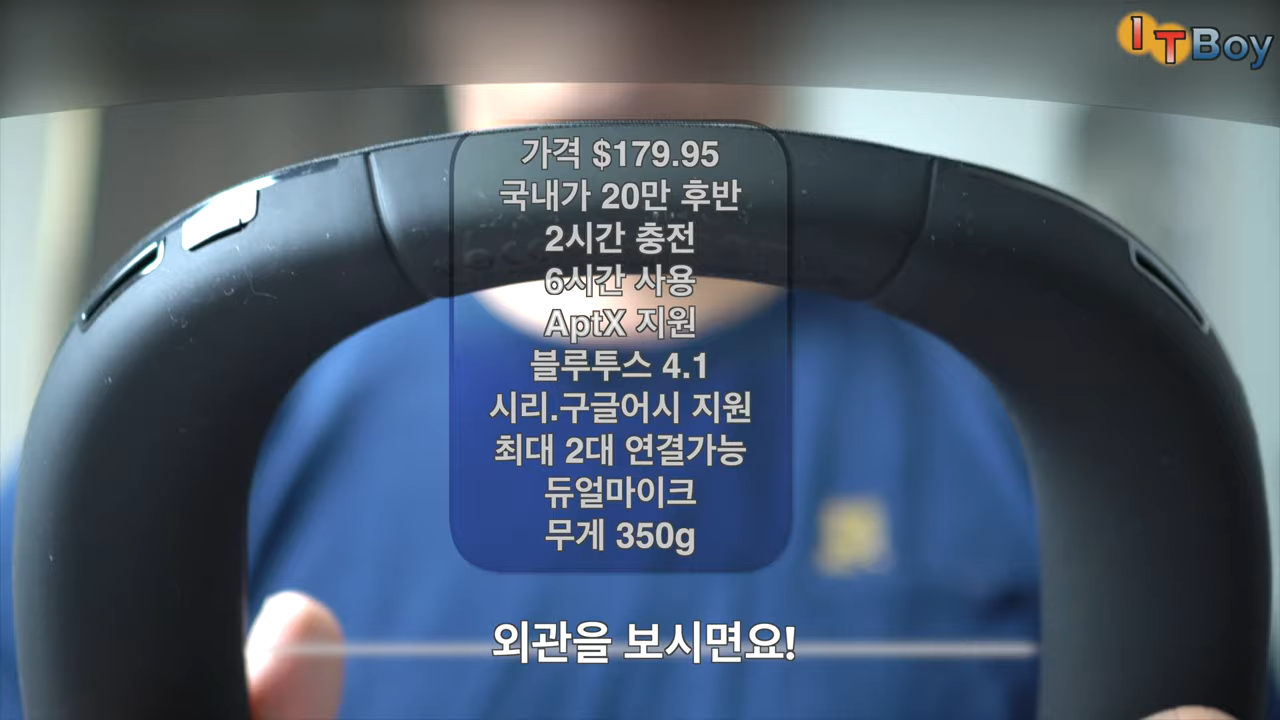 ITBoy
가격 $179.95
국내가 20만 후반
2시간 충전
6시간 사용
AptX 지원
블루투스 4.1
시리.구글어시 지원
최대 2대 연결가능
듀얼마이크
무게 350g
외관을 보시면요!